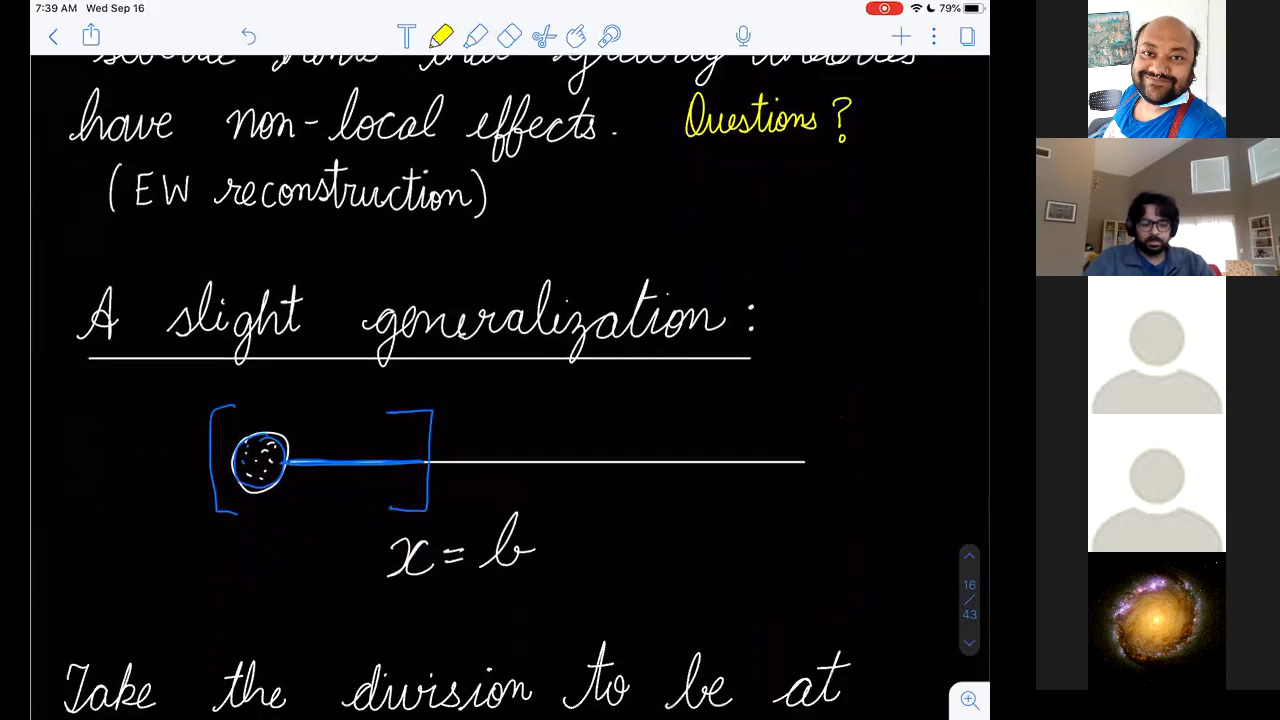 7:39 AM Wed Sep 16
79%
that
have non-local effects. Questions?
(EW reconstruction)
A slight generalization:
x = b
16
/
43
Take the division to be at